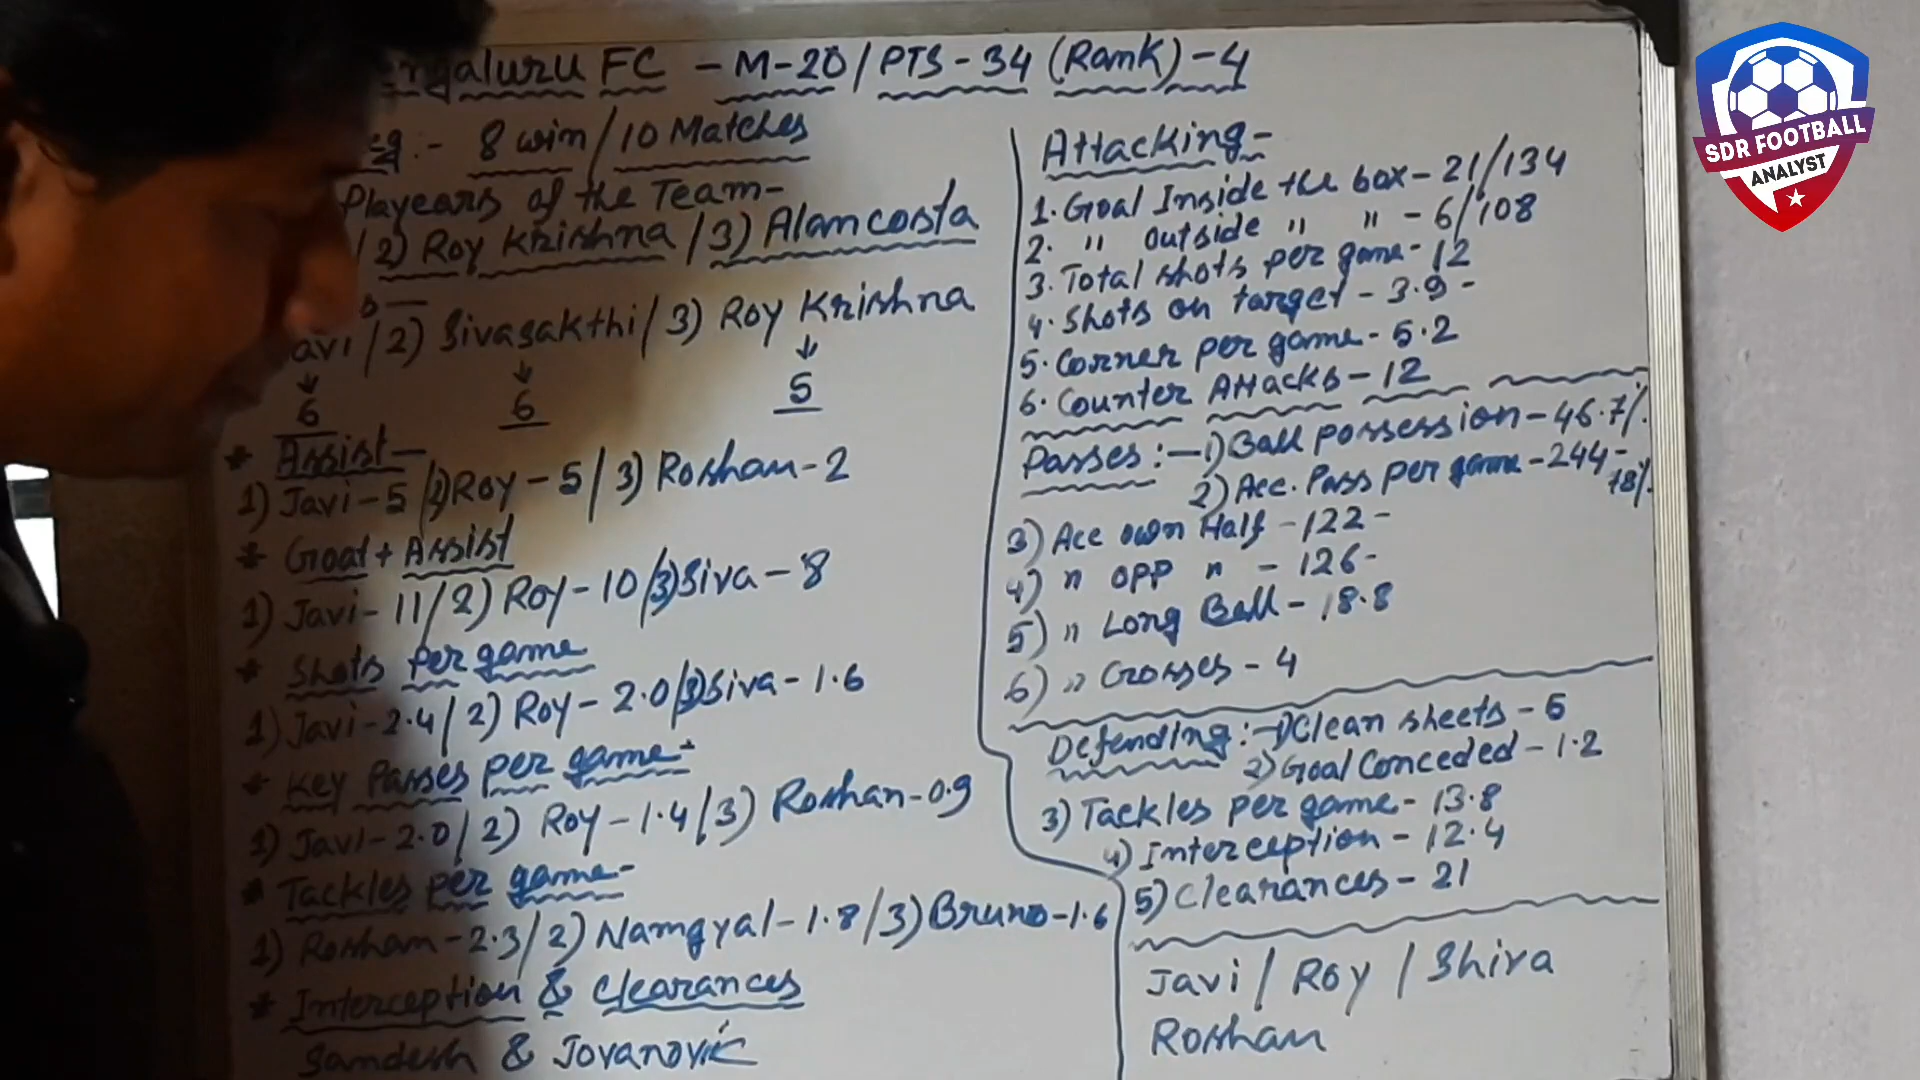 ngaluru FC - M-20/PTS-34 (Rank)-4
8 win/10 Matches
Playears of the Team-
2) Roy Krishna /3) Alancosta
avi/2) Sivasakthi/3) Roy Krishna
6 6 5
* Assist-
1) Javi-5/2)Roy-5/3) Roshan-2
* Goal + Assist
1) Javi-11/2) Roy-10/3)Siva-8
* Shots Per game
1) Javi-2.4/2) Roy-2.0/3)Siva-1.6
* Key Passes per game-
1) Javi-2.0/2) Roy-1.4/3) Roshan-0.9
* Tackles per game-
1) Roshan-2.3/2) Namgyal-1.8/3) Bruno-1.6
* Interception & Clearances
Sandesh & Jovanović
Attacking-
1. Goal Inside the box-21/134
2. " outside " " -6/108
3. Total shots per game-12
4. Shots on target-3.9-
5. Corner per game-5.2
6. Counter Attacks-12
Passes:-1) Ball possession-46.7%
2) Acc. Pass per game-244-
78%
3) Acc own Half-122-
4) " opp " -126-
5) " Long Ball-18.8
6) " Crosses-4
Defending:-1)Clean sheets-5
2) Goal Conceded-1.2
3) Tackles per game-13.8
4) Interception-12.4
5) Clearances-21
Javi / Roy / Shiva
Roshan
SDR FOOTBALL
ANALYST